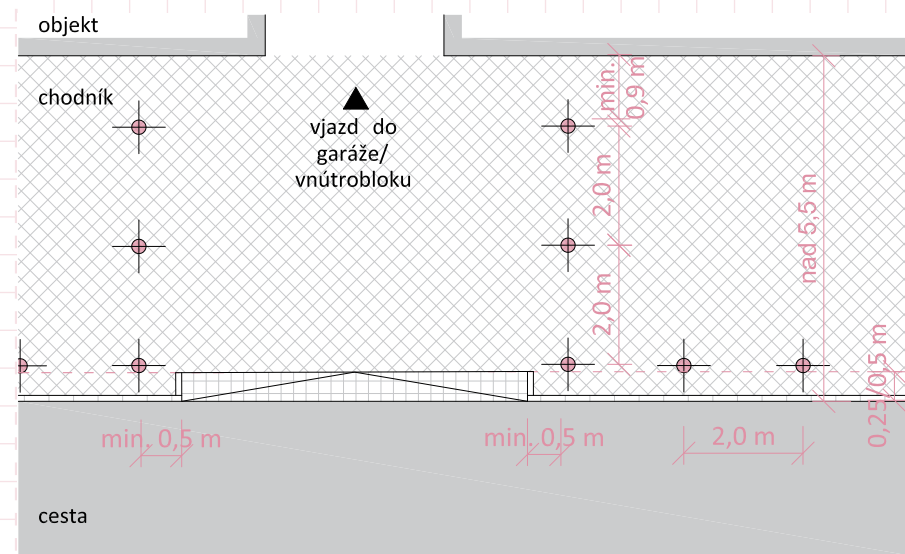 objekt
chodník
min.
0,9 m
vjazd do
garáže/
vnútrobloku
2,0 m
nad 5,5 m
2,0 m
0,25/0,5 m
min. 0,5 m
min. 0,5 m
2,0 m
cesta